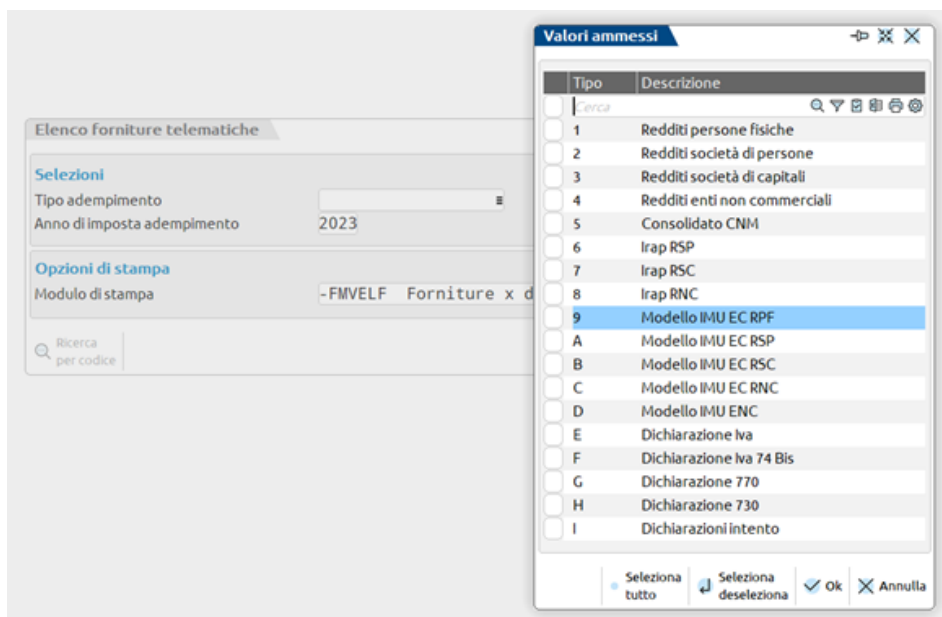 Valori ammessi
Tipo Descrizione
Cerca
1 Redditi persone fisiche
2 Redditi società di persone
3 Redditi società di capitali
4 Redditi enti non commerciali
5 Consolidato CNM
6 Irap RSP
7 Irap RSC
8 Irap RNC
9 Modello IMU EC RPF
A Modello IMU EC RSP
B Modello IMU EC RSC
C Modello IMU EC RNC
D Modello IMU ENC
E Dichiarazione Iva
F Dichiarazione Iva 74 Bis
G Dichiarazione 770
H Dichiarazione 730
I Dichiarazioni intento
Seleziona tutto
Seleziona deseleziona
Ok
Annulla
Elenco forniture telematiche
Selezioni
Tipo adempimento
Anno di imposta adempimento 2023
Opzioni di stampa
Modulo di stampa -FMVELF Forniture x d
Ricerca
per codice